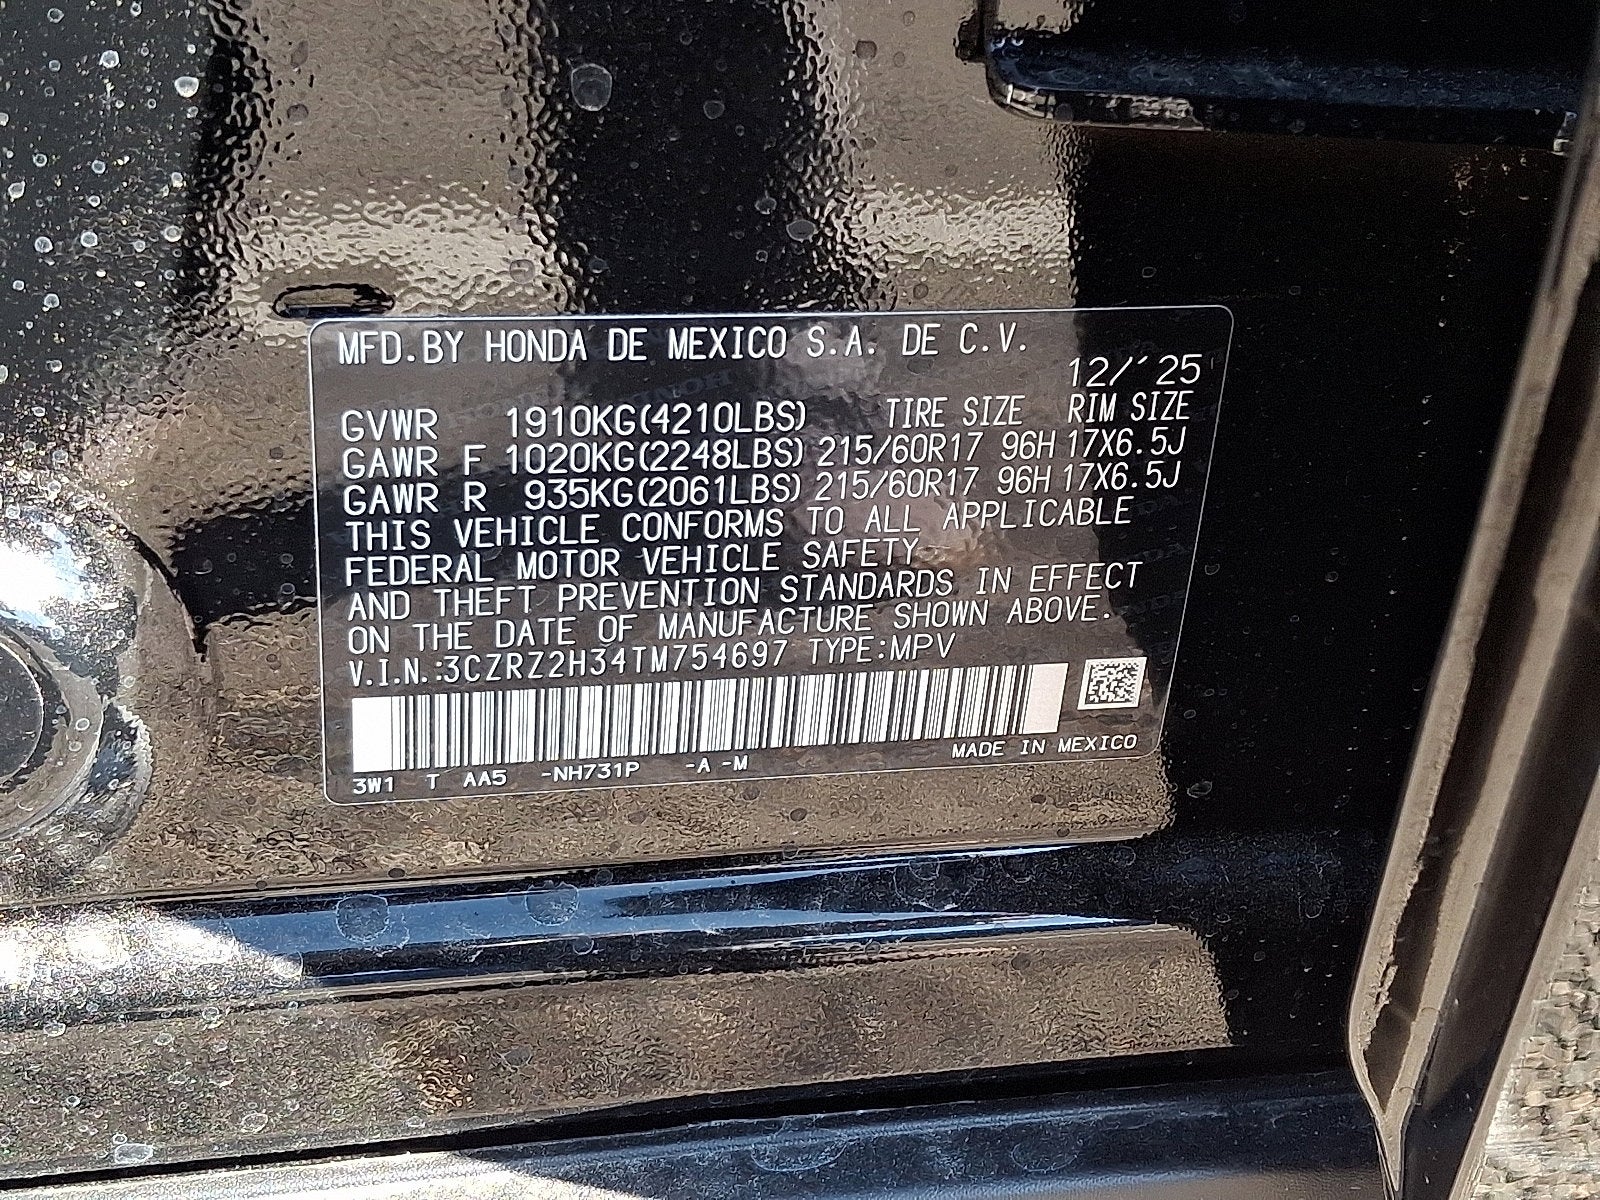 MFD.BY HONDA DE MEXICO S.A. DE C.V.
12/'25
GVWR 1910KG(4210LBS) TIRE SIZE RIM SIZE
GAWR F 1020KG(2248LBS) 215/60R17 96H 17X6.5J
GAWR R 935KG(2061LBS) 215/60R17 96H 17X6.5J
THIS VEHICLE CONFORMS TO ALL APPLICABLE
FEDERAL MOTOR VEHICLE SAFETY
AND THEFT PREVENTION STANDARDS IN EFFECT
ON THE DATE OF MANUFACTURE SHOWN ABOVE.
V.I.N.:3CZRZ2H34TM754697 TYPE:MPV
MADE IN MEXICO
3W1 T AA5 -NH731P -A -M